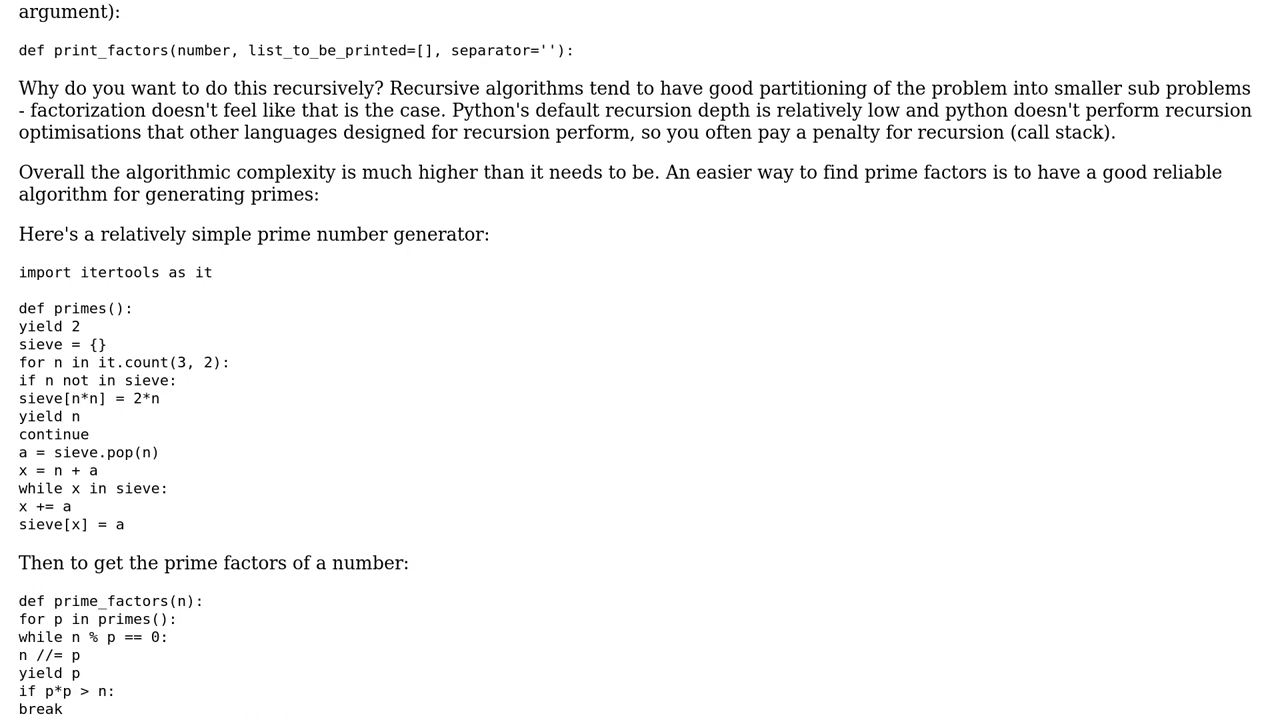 argument):
def print_factors(number, list_to_be_printed=[], separator=''):
Why do you want to do this recursively? Recursive algorithms tend to have good partitioning of the problem into smaller sub problems
- factorization doesn't feel like that is the case. Python's default recursion depth is relatively low and python doesn't perform recursion
optimisations that other languages designed for recursion perform, so you often pay a penalty for recursion (call stack).
Overall the algorithmic complexity is much higher than it needs to be. An easier way to find prime factors is to have a good reliable
algorithm for generating primes:
Here's a relatively simple prime number generator:
import itertools as it
def primes():
yield 2
sieve = {}
for n in it.count(3, 2):
if n not in sieve:
sieve[n*n] = 2*n
yield n
continue
a = sieve.pop(n)
x = n + a
while x in sieve:
x += a
sieve[x] = a
Then to get the prime factors of a number:
def prime_factors(n):
for p in primes():
while n % p == 0:
n //= p
yield p
if p*p > n:
break